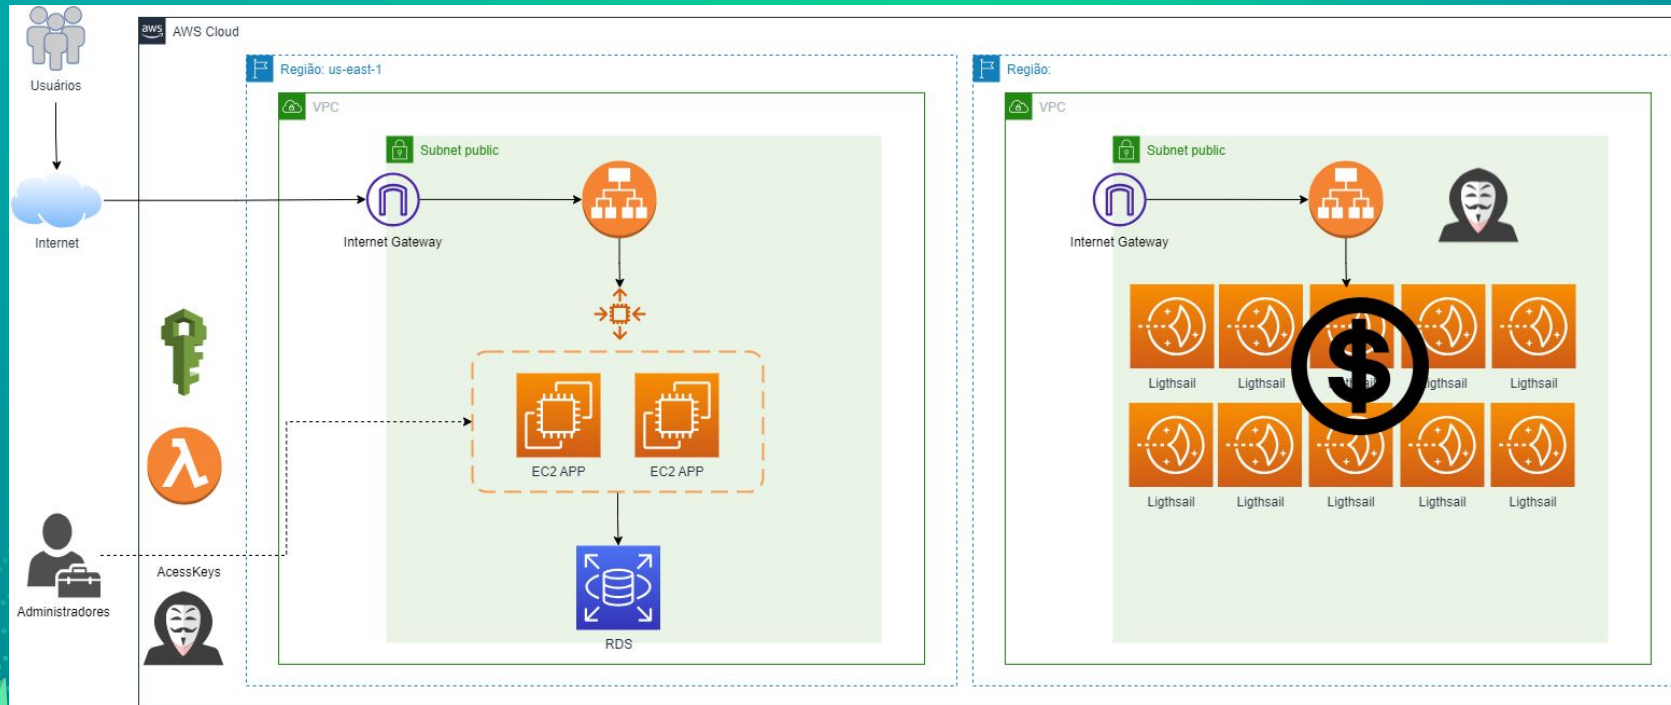 Usuários
Internet
AcessKeys
Administradores
aws
AWS Cloud
Região: us-east-1
VPC
Subnet public
Internet Gateway
EC2 APP
EC2 APP
RDS
Região:
VPC
Subnet public
Internet Gateway
$
Ligthsail
Ligthsail
Ligthsail
Ligthsail
Ligthsail
Ligthsail
Ligthsail
Ligthsail
Ligthsail